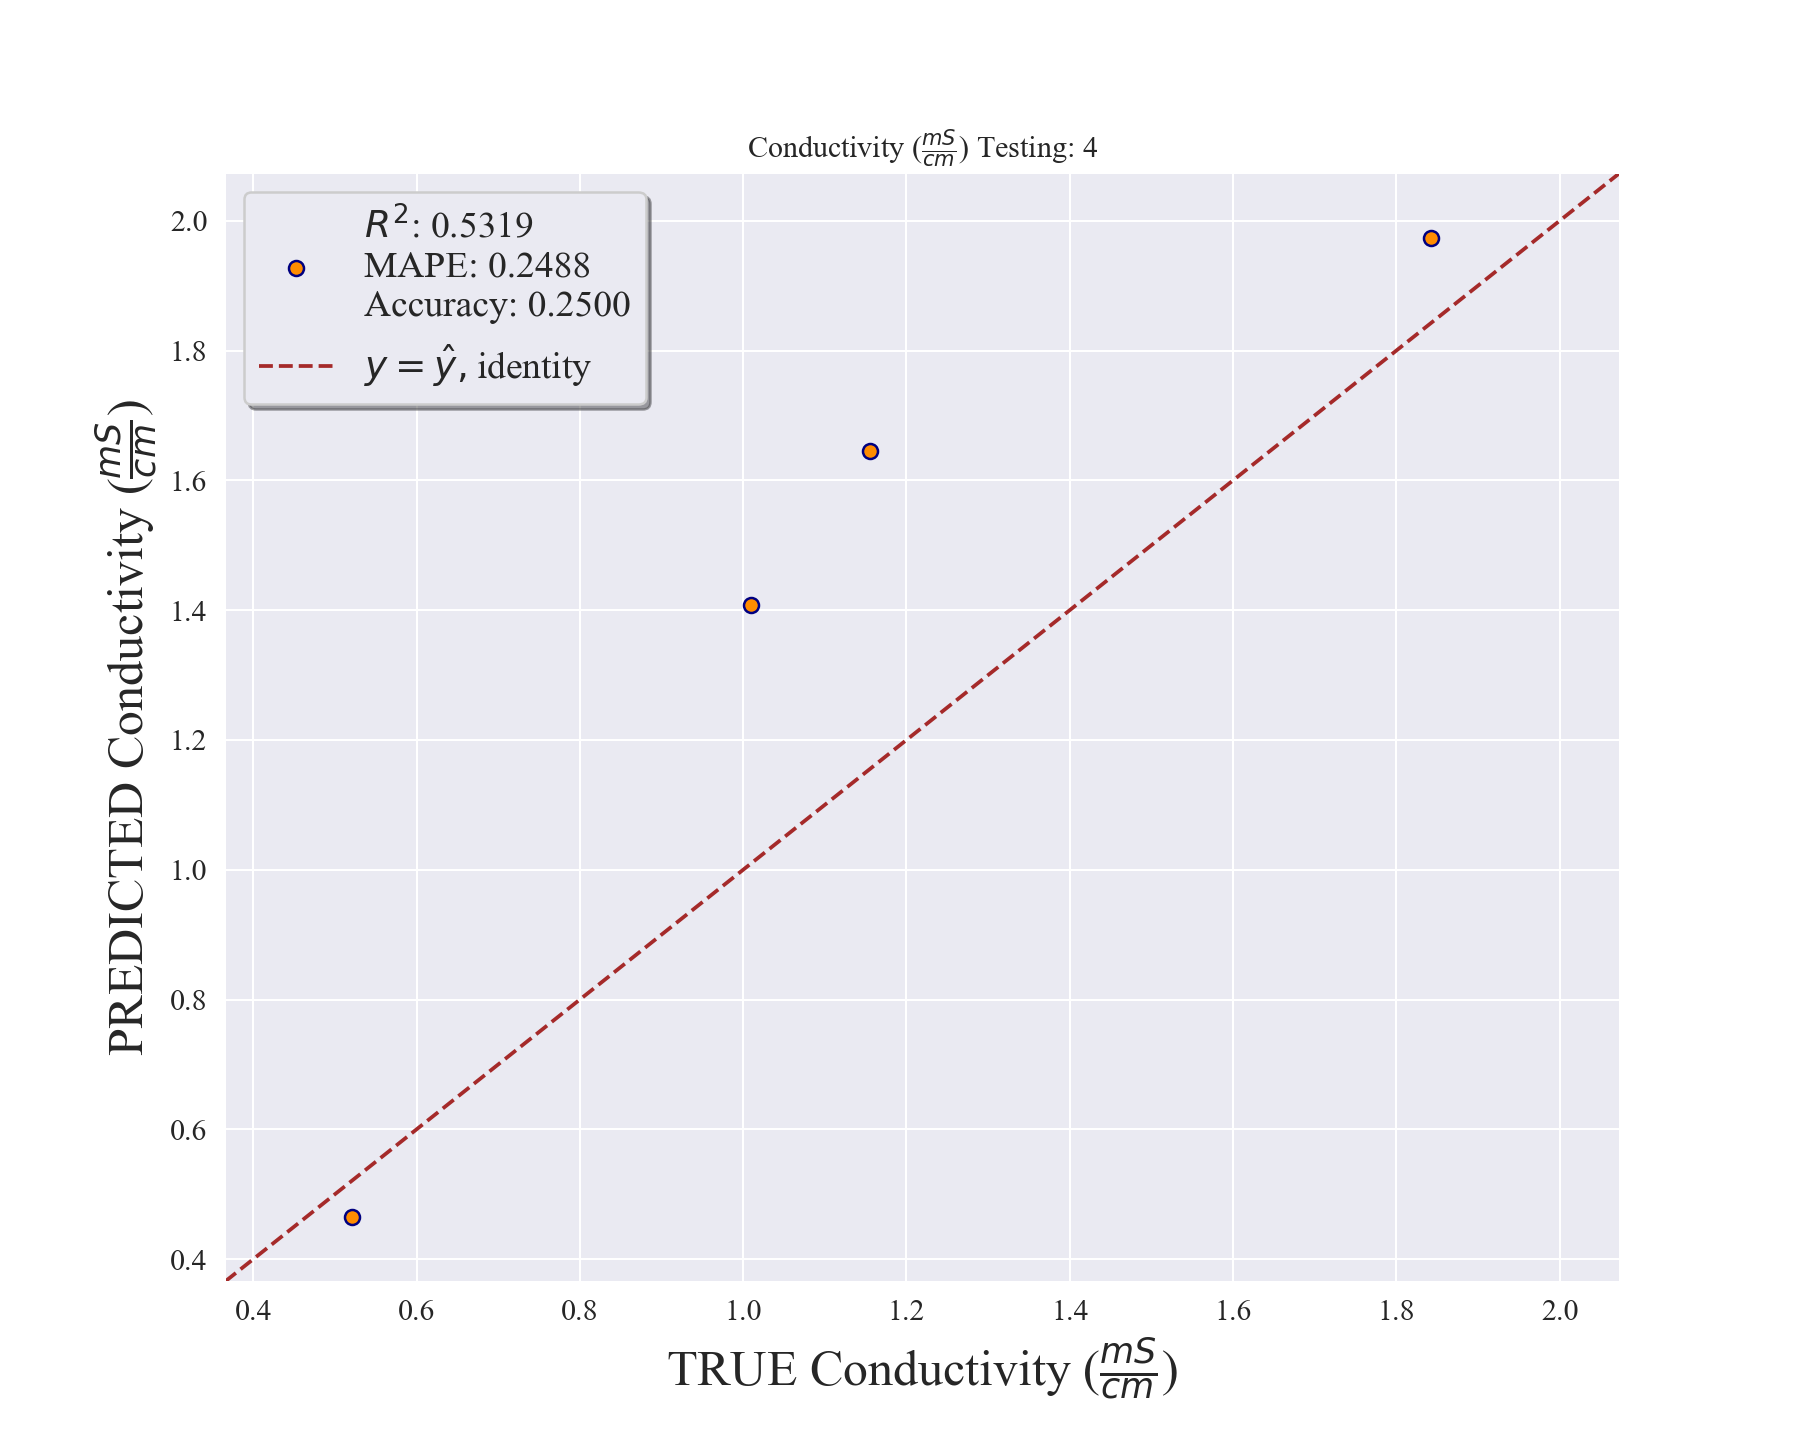 Conductivity (mS/cm) Testing: 4
R²: 0.5319
MAPE: 0.2488
Accuracy: 0.2500
y = ŷ, identity
PREDICTED Conductivity (mS/cm)
2.0
1.8
1.6
1.4
1.2
1.0
0.8
0.6
0.4
0.4 0.6 0.8 1.0 1.2 1.4 1.6 1.8 2.0
TRUE Conductivity (mS/cm)